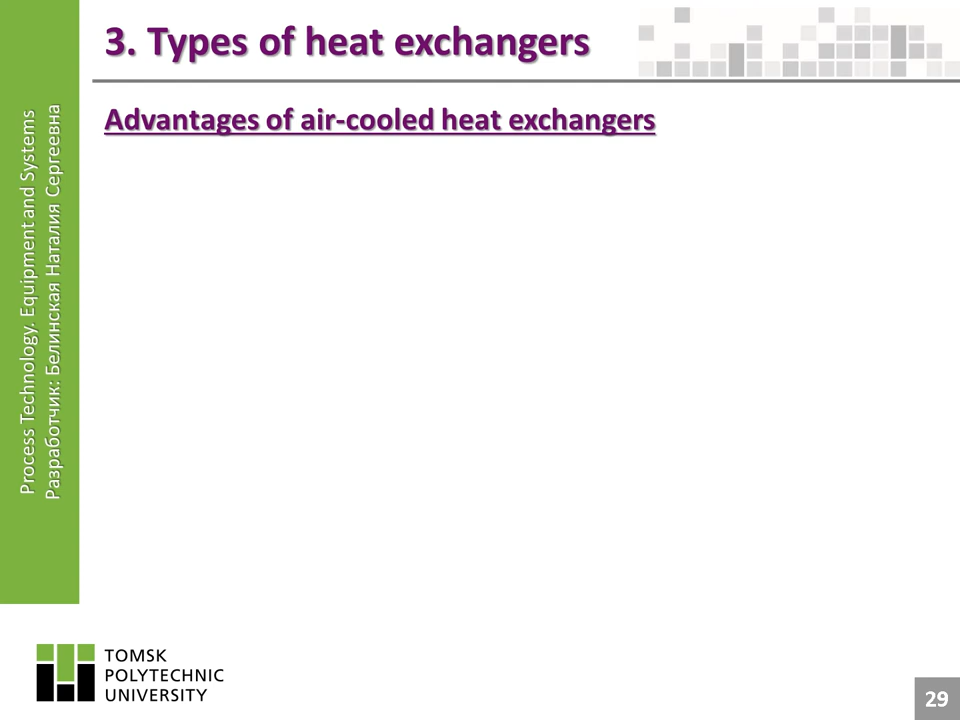 3. Types of heat exchangers
Advantages of air-cooled heat exchangers
Process Technology. Equipment and Systems
Разработчик: Белинская Наталия Сергеевна
TOMSK
POLYTECHNIC
UNIVERSITY
29